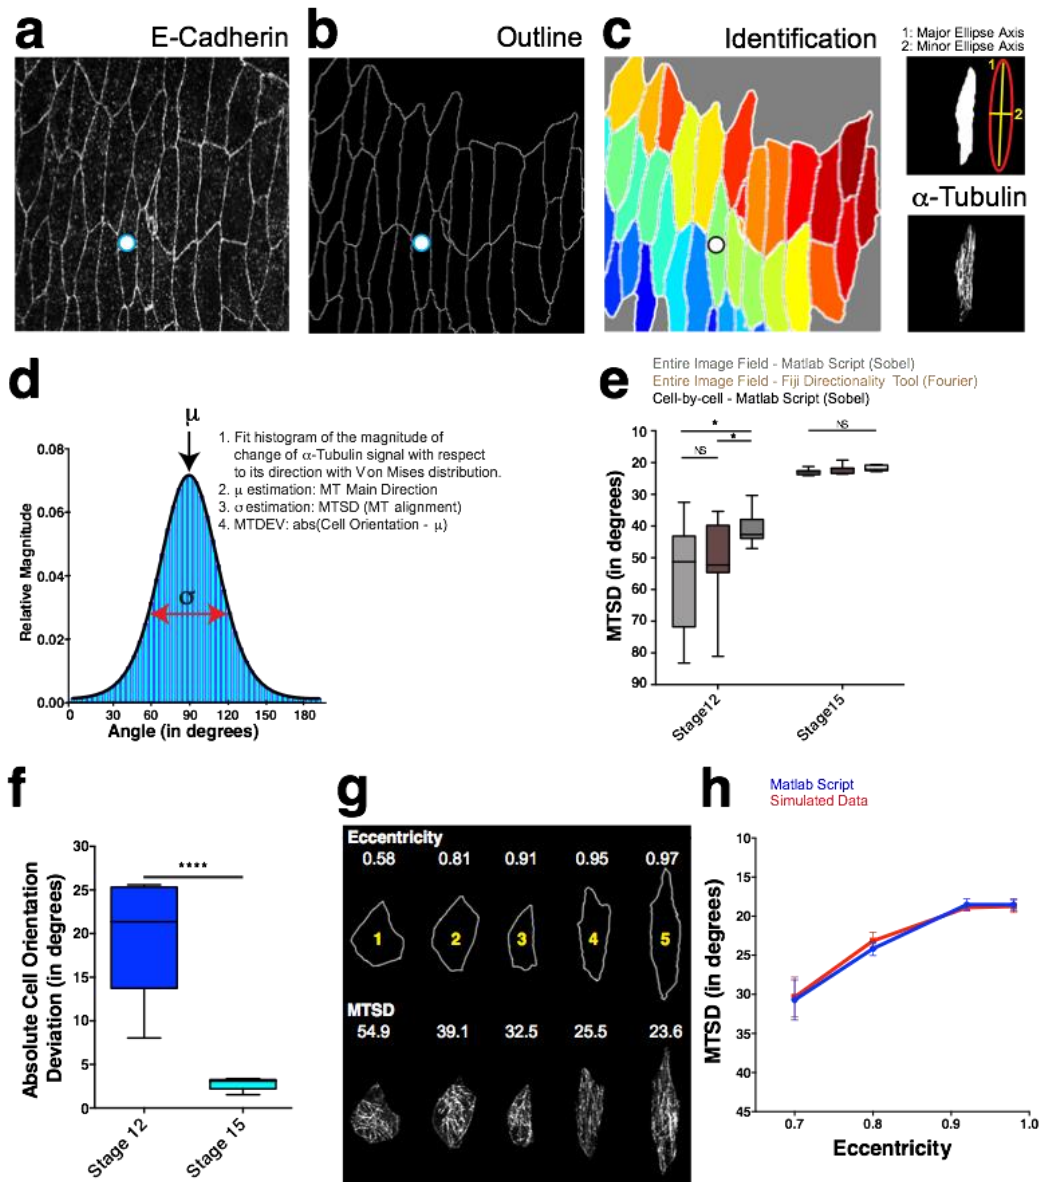 a
E-Cadherin
b
Outline
c
Identification
1: Major Ellipse Axis
2: Minor Ellipse Axis
1
2
α-Tubulin
d
μ
1. Fit histogram of the magnitude of
change of α-Tubulin signal with respect
to its direction with Von Mises distribution.
2. μ estimation: MT Main Direction
3. σ estimation: MTSD (MT alignment)
4. MTDEV: abs(Cell Orientation - μ)
σ
Relative Magnitude
0.08
0.06
0.04
0.02
0.00
0
30
60
90
120
150
180
Angle (in degrees)
e
Entire Image Field - Matlab Script (Sobel)
Entire Image Field - Fiji Directionality Tool (Fourier)
Cell-by-cell - Matlab Script (Sobel)
MTSD (in degrees)
10
20
30
40
50
60
70
80
90
*
*
NS
NS
Stage12
Stage 15
f
Absolute Cell Orientation
Deviation (in degrees)
30
25
20
15
10
5
0
****
Stage 12
Stage 15
g
Eccentricity
0.58 0.81 0.91 0.95 0.97
1 2 3 4 5
MTSD
54.9 39.1 32.5 25.5 23.6
h
Matlab Script
Simulated Data
MTSD (in degrees)
10
15
20
25
30
35
40
45
0.7
0.8
0.9
1.0
Eccentricity